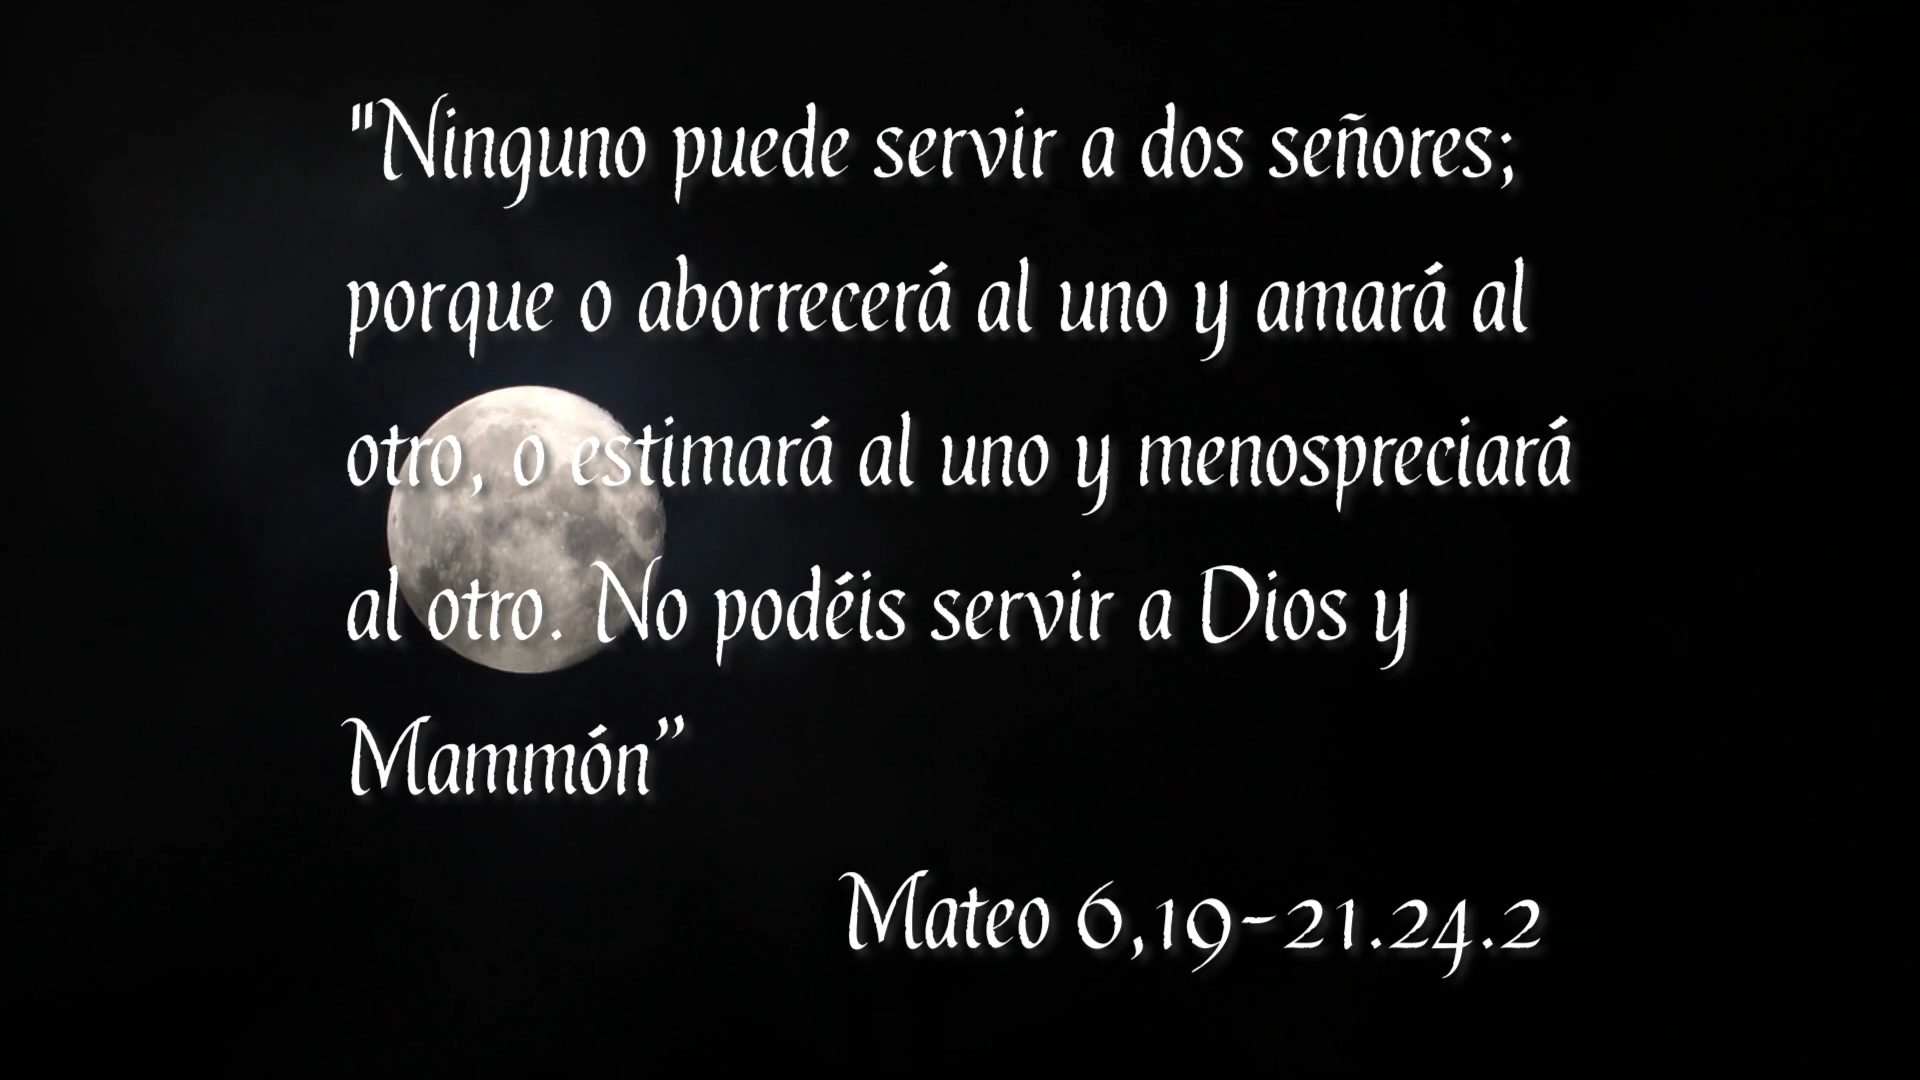 "Ninguno puede servir a dos señores;
porque o aborrecerá al uno y amará al
otro, o estimará al uno y menospreciará
al otro. No podéis servir a Dios y
Mammón”
Mateo 6,19-21.24.2